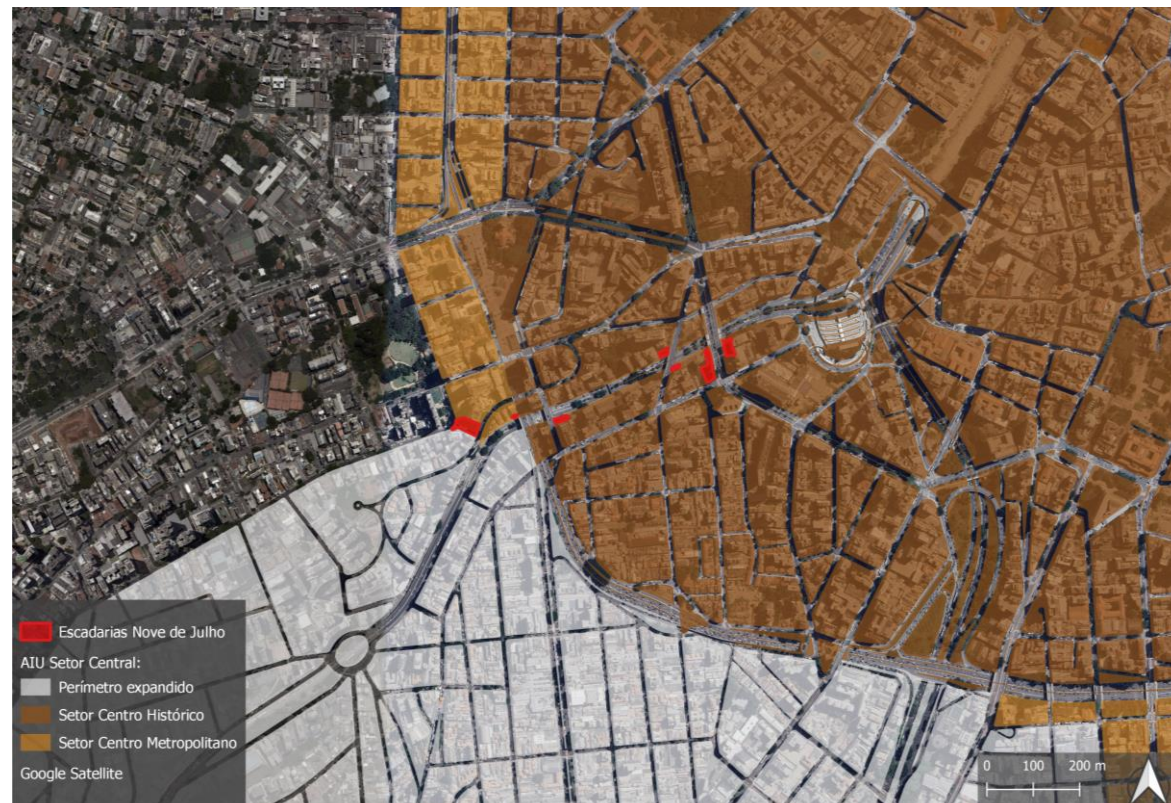 Escadarias Nove de Julho
AIU Setor Central:
Perímetro expandido
Setor Centro Histórico
Setor Centro Metropolitano
Google Satellite
0 100 200 m